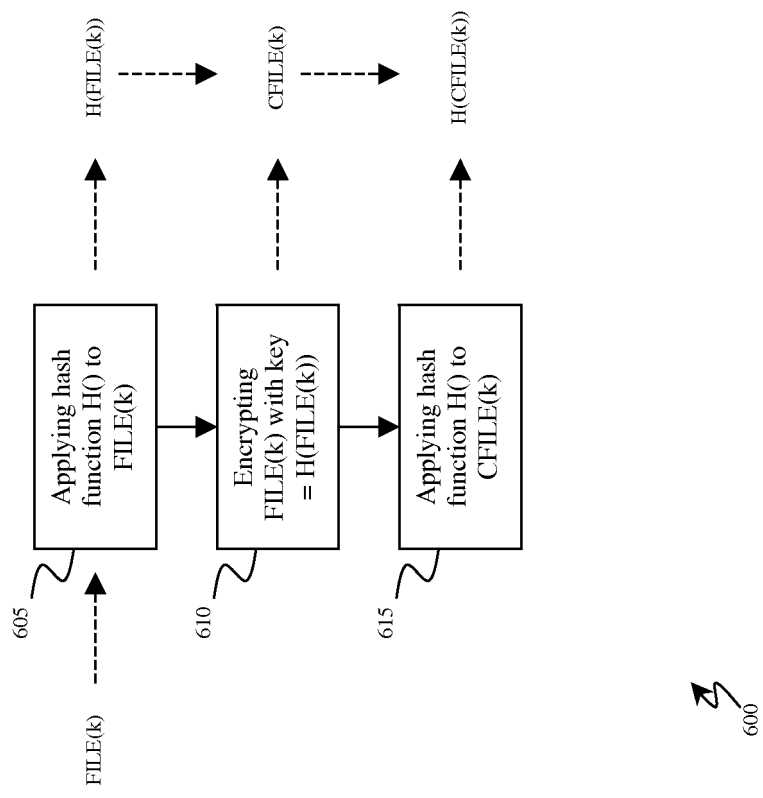 FILE(k)
605
Applying hash
function H() to
FILE(k)
H(FILE(k))
610
Encrypting
FILE(k) with key
= H(FILE(k))
CFILE(k)
615
Applying hash
function H() to
CFILE(k)
H(CFILE(k))
600